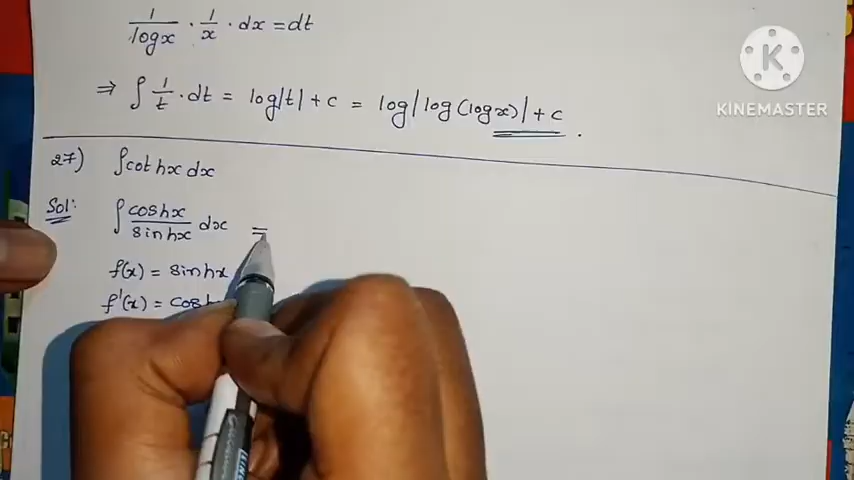 1/logx · 1/x · dx = dt
⇒ ∫ 1/t · dt = log|t| + c = log|log(logx)| + c .
27) ∫cothx dx
Sol: ∫ coshx/sinhx dx =
f(x) = sinhx
f'(x) = cosh
KINEMASTER